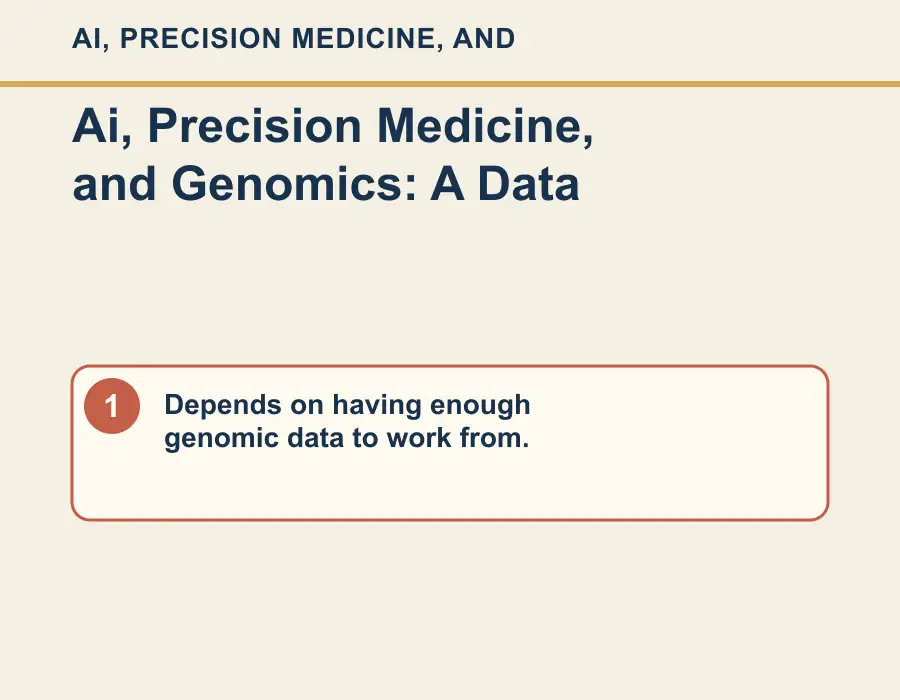 AI, PRECISION MEDICINE, AND
Ai, Precision Medicine,
and Genomics: A Data
1
Depends on having enough
genomic data to work from.